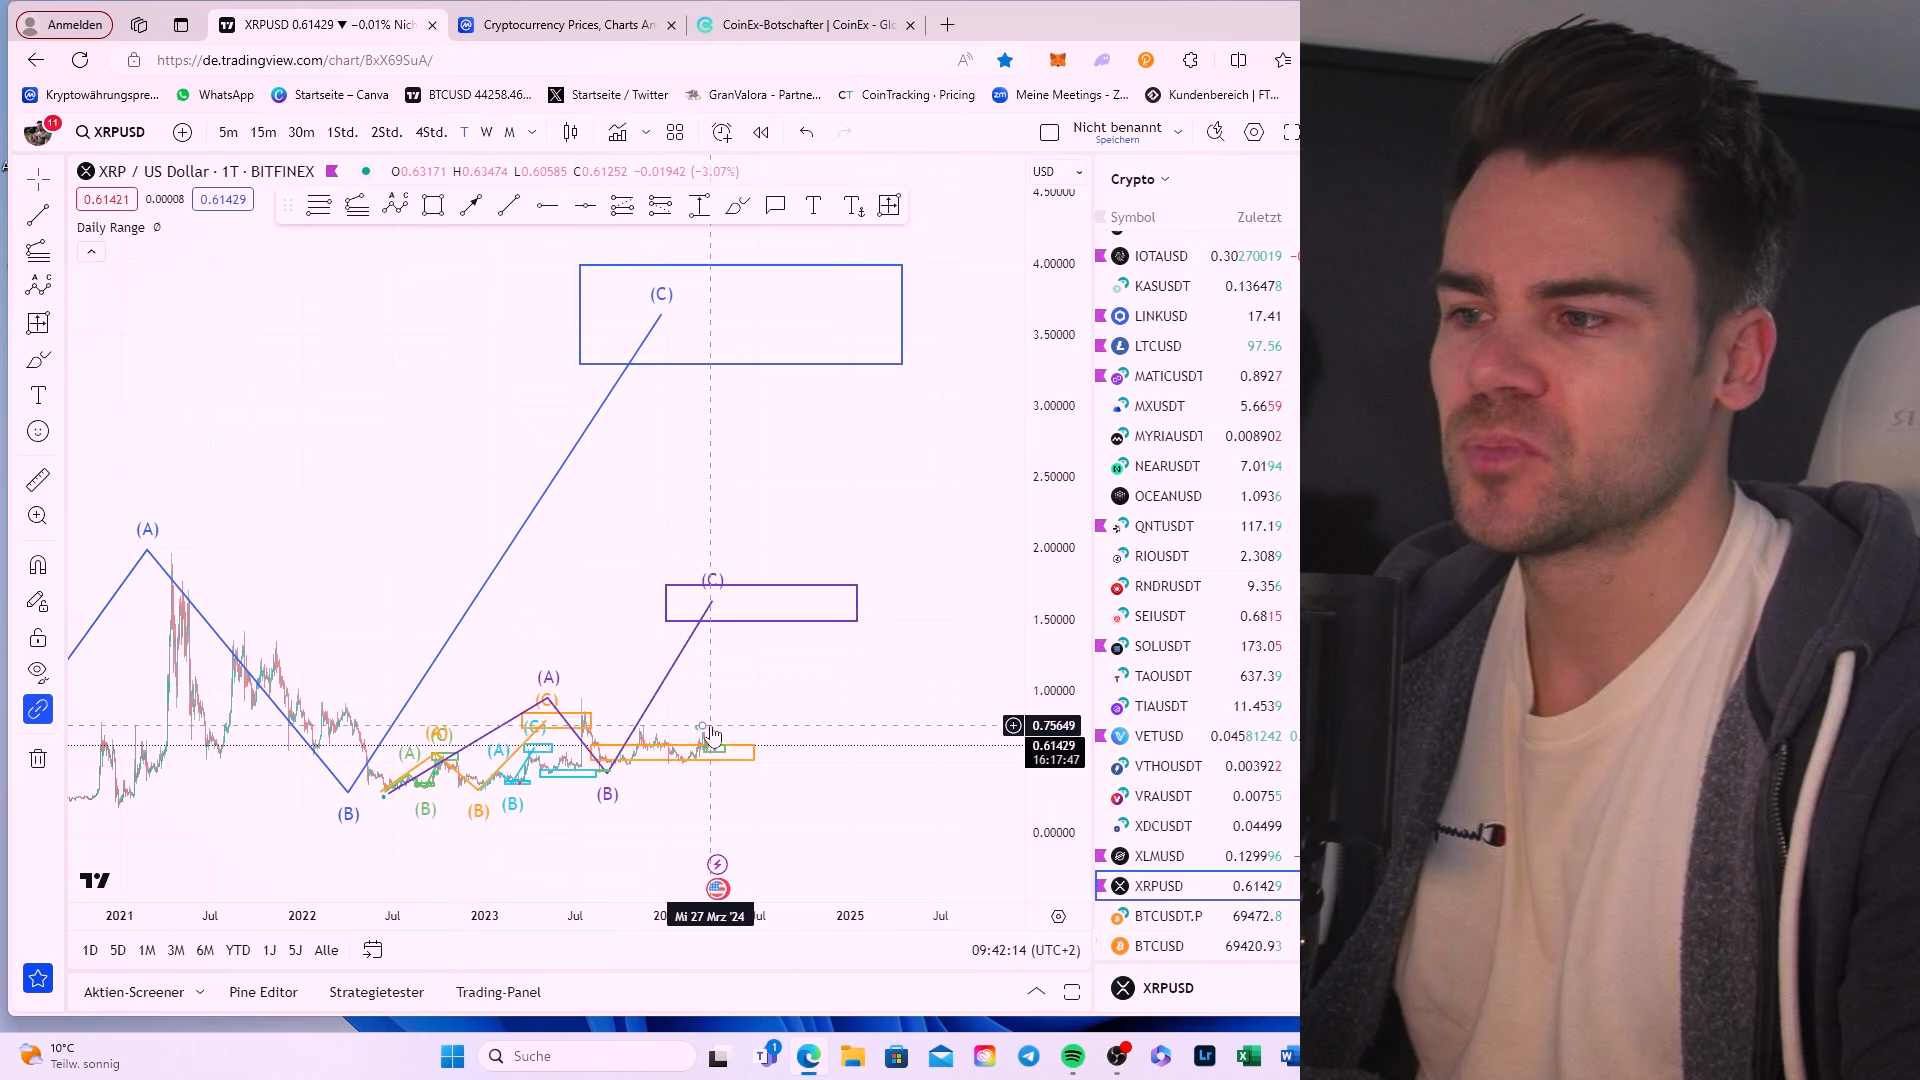 Anmelden
XRPUSD 0.61429 ▼ −0.01% Nich
Cryptocurrency Prices, Charts An
CoinEx-Botschafter | CoinEx - Glo
https://de.tradingview.com/chart/BxX69SuA/
Kryptowährungspre...
WhatsApp
Startseite – Canva
BTCUSD 44258.46...
Startseite / Twitter
GranValora - Partne...
CT CoinTracking · Pricing
zm Meine Meetings - Z...
Kundenbereich | FT...
11
XRPUSD
5m 15m 30m 1Std. 2Std. 4Std. T W M
Nicht benannt
Speichern
XRP / US Dollar · 1T · BITFINEX
O0.63171 H0.63474 L0.60585 C0.61252 −0.01942 (−3.07%)
0.61421 0.00008 0.61429
Daily Range Ø
USD
4.50000
4.00000
3.50000
3.00000
2.50000
2.00000
1.50000
1.00000
0.75649
0.61429
16:17:47
0.00000
(C)
(A)
(C)
(A)
(C)
(C)
(A)
(A)
(B)
(B)
(B)
(B)
(B)
2021 Jul 2022 Jul 2023 Jul Mi 27 Mrz '24 2025 Jul
1D 5D 1M 3M 6M YTD 1J 5J Alle
09:42:14 (UTC+2)
Aktien-Screener
Pine Editor
Strategietester
Trading-Panel
Crypto
Symbol Zuletzt
IOTAUSD 0.30270019
KASUSDT 0.136478
LINKUSD 17.41
LTCUSD 97.56
MATICUSDT 0.8927
MXUSDT 5.6659
MYRIAUSDT 0.008902
NEARUSDT 7.0194
OCEANUSD 1.0936
QNTUSDT 117.19
RIOUSDT 2.3089
RNDRUSDT 9.356
SEIUSDT 0.6815
SOLUSDT 173.05
TAOUSDT 637.39
TIAUSDT 11.4539
VETUSD 0.04581242
VTHOUSDT 0.003922
VRAUSDT 0.00755
XDCUSDT 0.04499
XLMUSD 0.129996
XRPUSD 0.61429
BTCUSDT.P 69472.8
BTCUSD 69420.93
XRPUSD
10°C
Teilw. sonnig
Suche
1
Lr
Champion